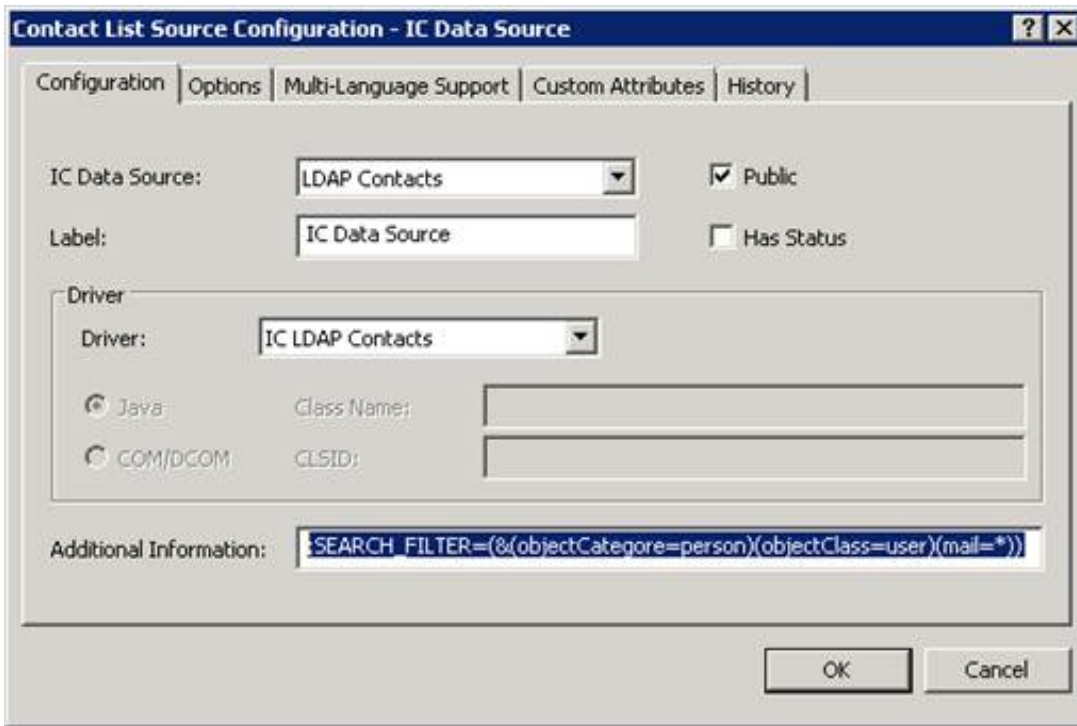 Contact List Source Configuration - IC Data Source
Configuration Options Multi-Language Support Custom Attributes History
IC Data Source: LDAP Contacts Public
Label: IC Data Source Has Status
Driver
Driver: IC LDAP Contacts
Java Class Name:
COM/DCOM CLSID:
Additional Information: :SEARCH_FILTER=(&(objectCategore=person)(objectClass=user)(mail=*))
OK Cancel